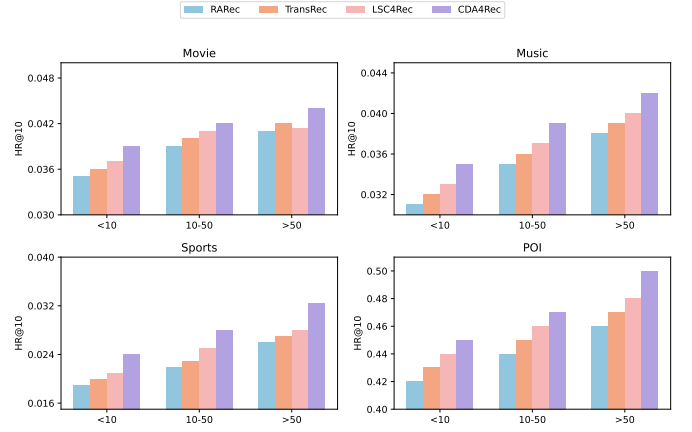 RARec TransRec LSC4Rec CDA4Rec
Movie
HR@10
0.048
0.042
0.036
0.030
<10 10-50 >50
Music
HR@10
0.044
0.040
0.036
0.032
<10 10-50 >50
Sports
HR@10
0.040
0.032
0.024
0.016
<10 10-50 >50
POI
HR@10
0.50
0.48
0.46
0.44
0.42
0.40
<10 10-50 >50